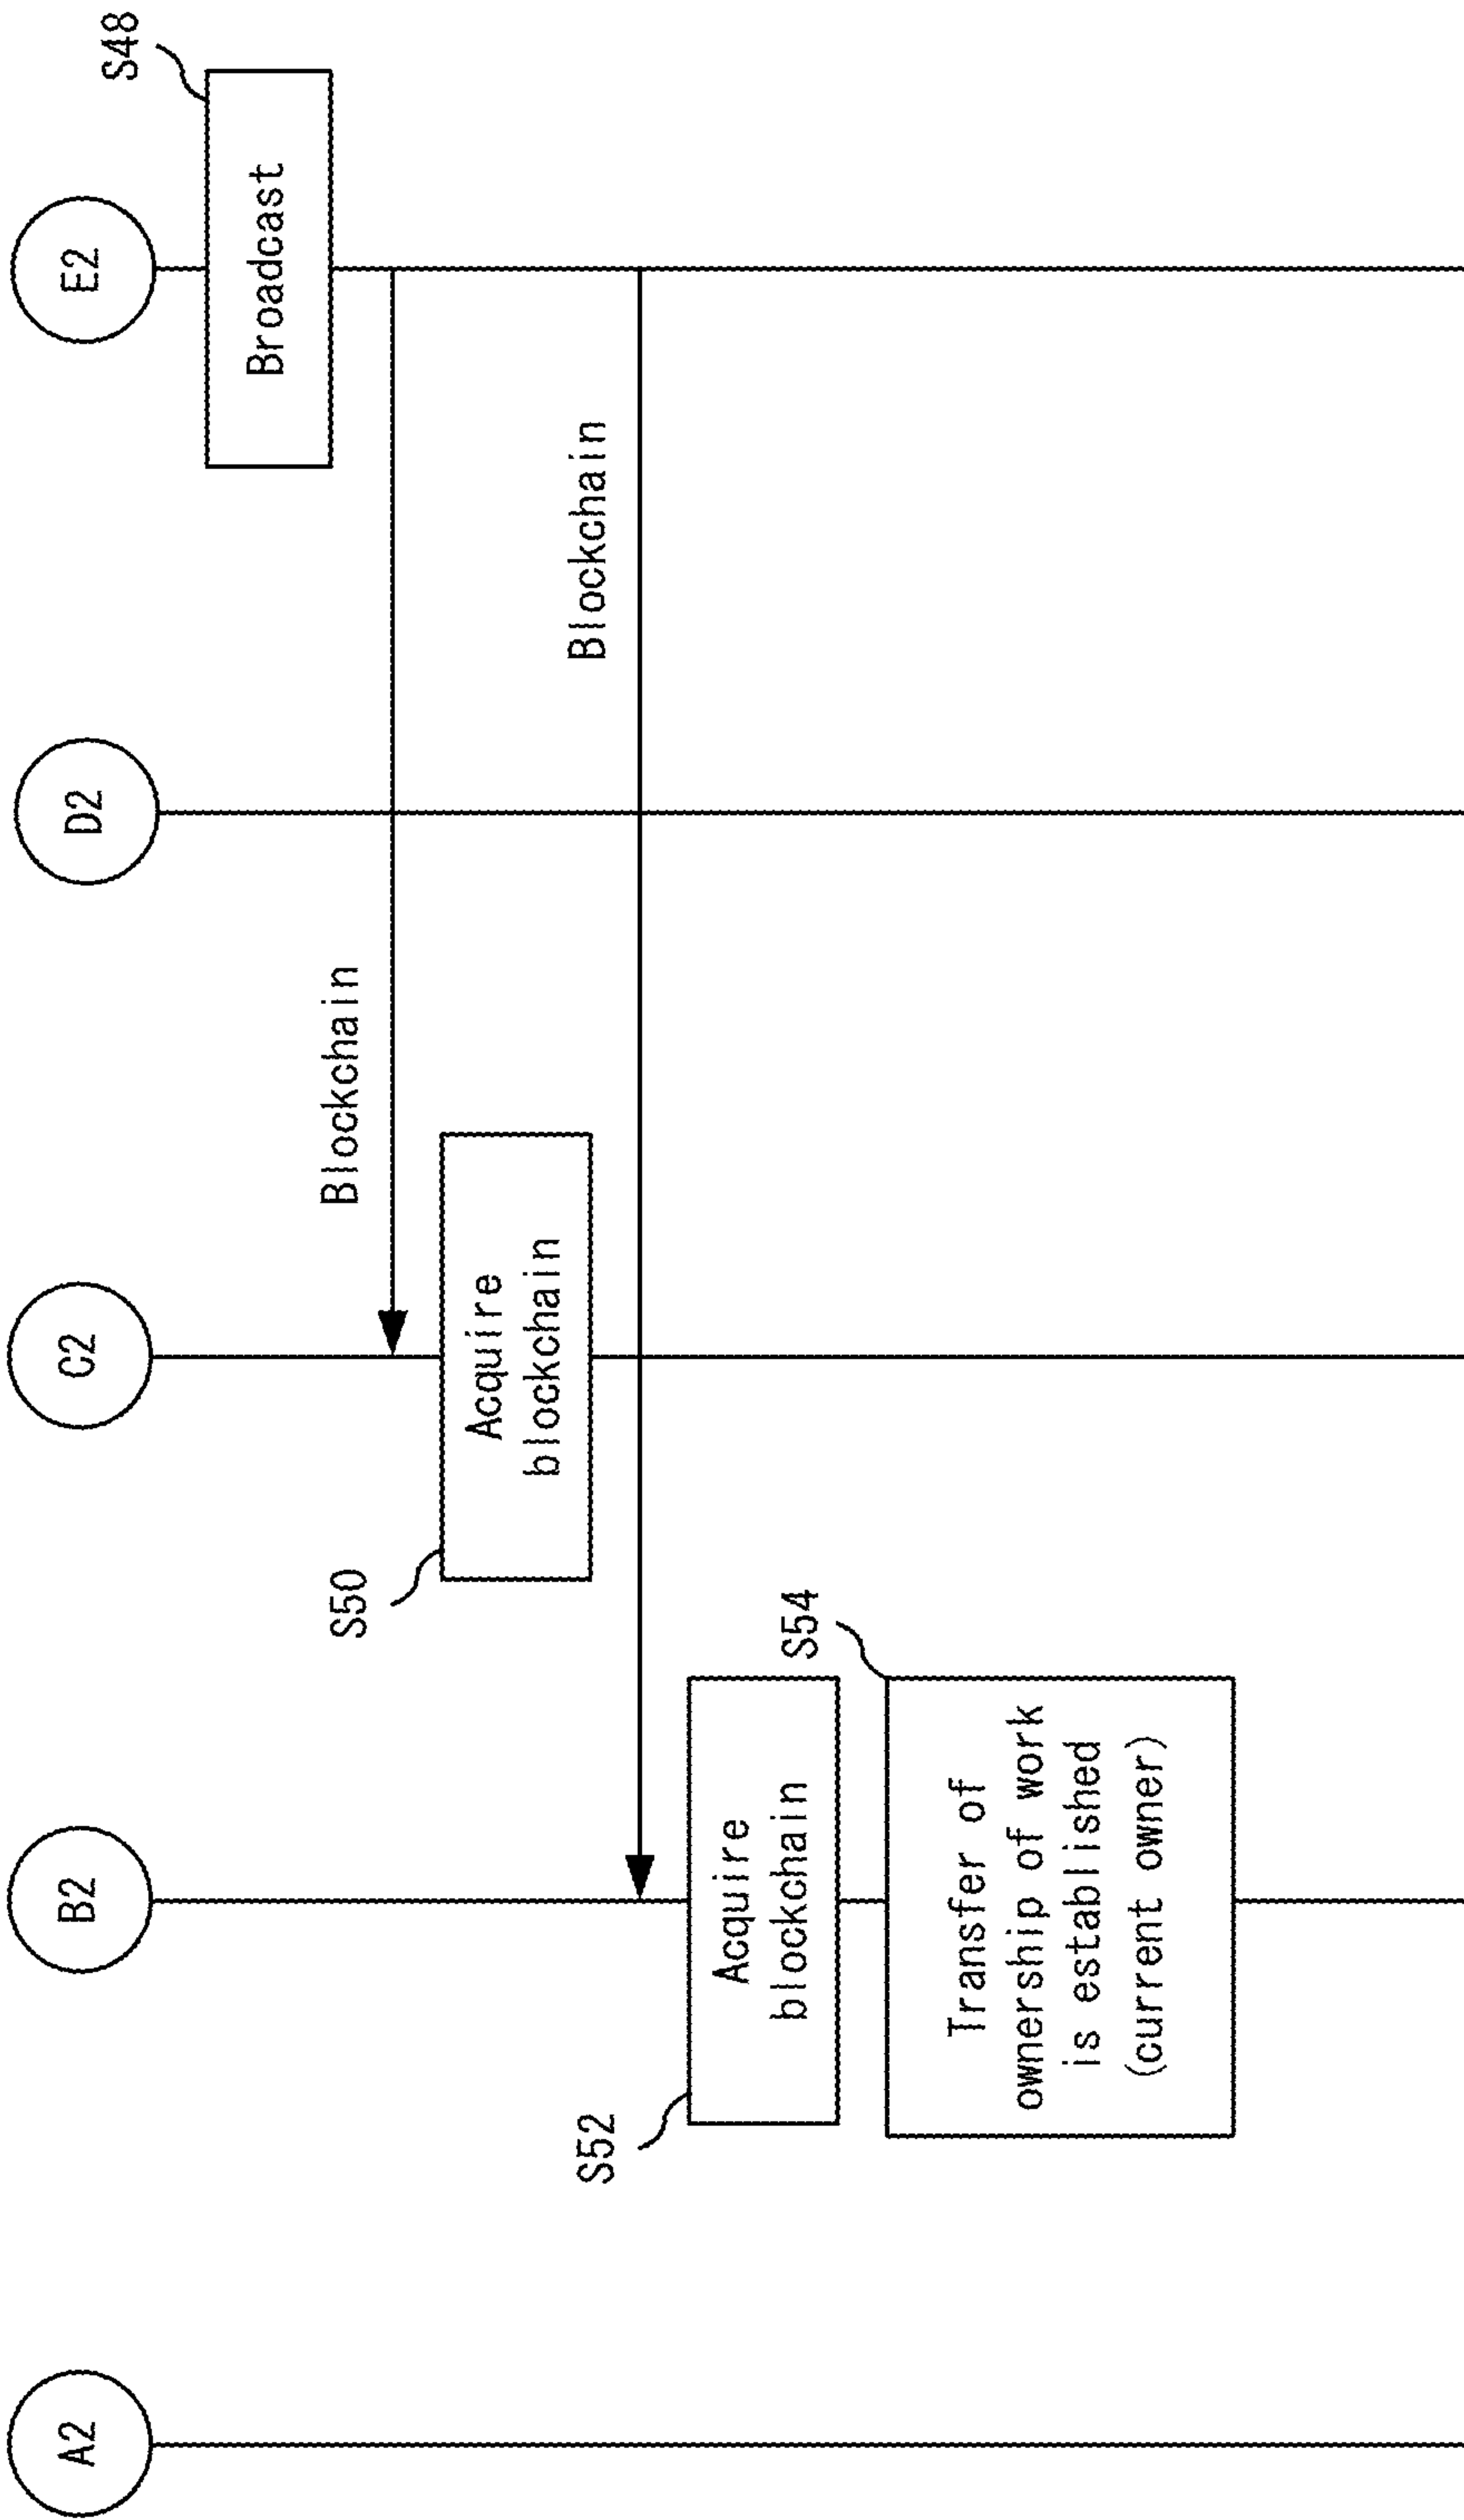 A2
B2
C2
D2
E2
S48
Broadcast
Blockchain
S50
Acquire
blockchain
Blockchain
S52
Acquire
blockchain
S54
Transfer of
ownership of work
is established
(current owner)